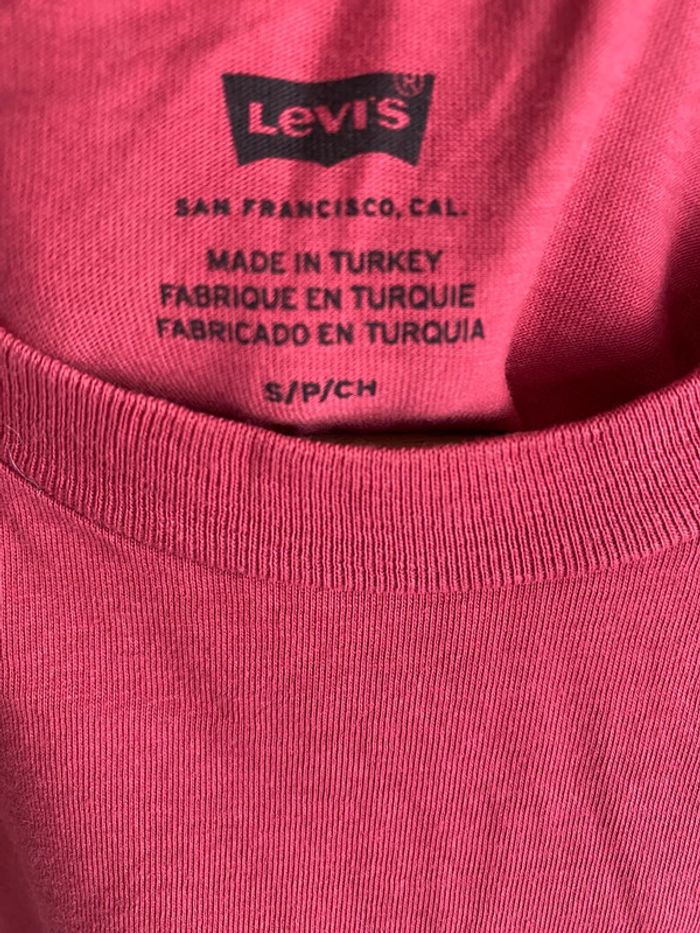 Levi's®
SAN FRANCISCO, CAL.
MADE IN TURKEY
FABRIQUE EN TURQUIE
FABRICADO EN TURQUIA
S/P/CH